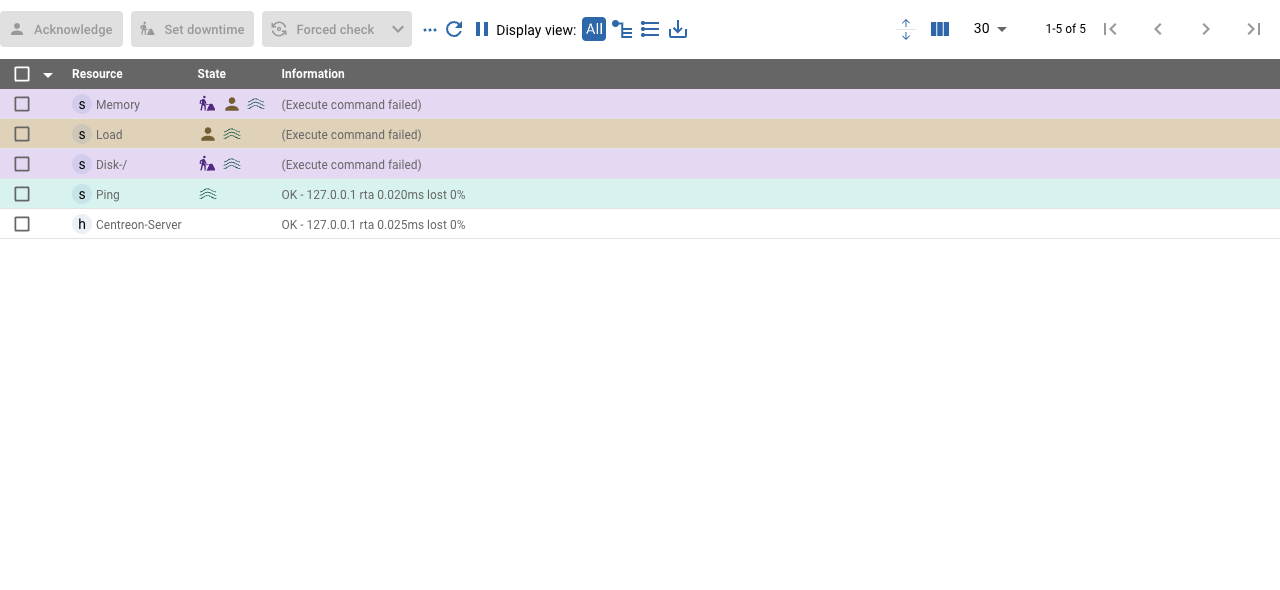 Acknowledge Set downtime Forced check ... Display view: All 30 1-5 of 5
Resource State Information
s Memory (Execute command failed)
s Load (Execute command failed)
s Disk-/ (Execute command failed)
s Ping OK - 127.0.0.1 rta 0.020ms lost 0%
h Centreon-Server OK - 127.0.0.1 rta 0.025ms lost 0%